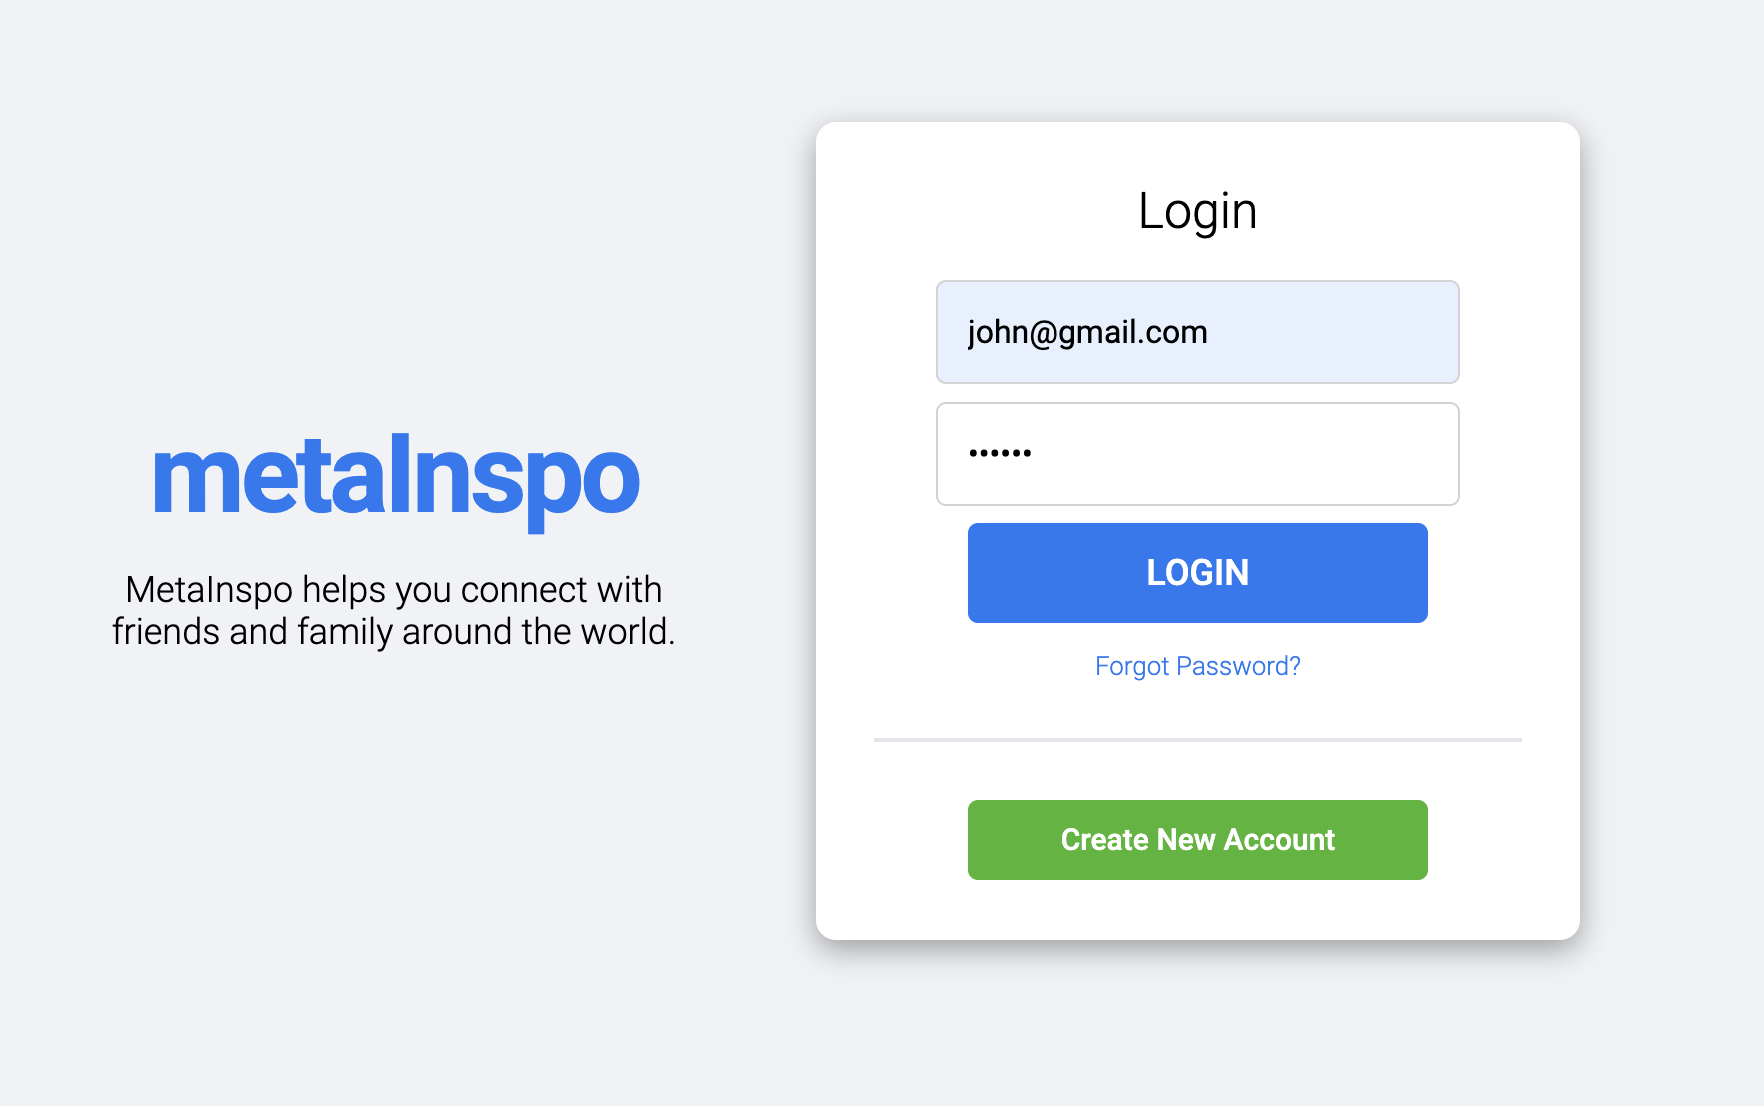 metaInspo
MetaInspo helps you connect with
friends and family around the world.
Login
john@gmail.com
••••••
LOGIN
Forgot Password?
Create New Account